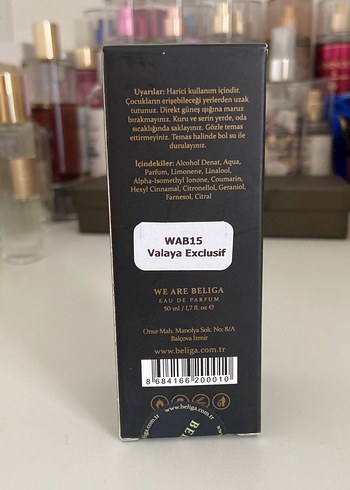 Uyarılar: Harici kullanım içindir.
Çocukların erişebileceği yerlerden uzak
tutunuz. Direkt güneş ışığına maruz
bırakmayınız. Kuru ve serin yerde, oda
sıcaklığında saklayınız. Gözle temas
ettirmeyiniz. Temas halinde bol su ile
durulayınız.
İçindekiler: Alcohol Denat, Aqua,
Parfum, Limonene, Linalool,
Alpha-Isomethyl Ionone, Coumarin,
Hexyl Cinnamal, Citronellol, Geraniol,
Farnesol, Citral
WAB15
Valaya Exclusif
WE ARE BELIGA
EAU DE PARFUM
50 ml / 1,7 fl. oz ℮
Onur Mah. Manolya Sok. No: 8/A
Balçova İzmir
www.beliga.com.tr
8 684166 200010
www.beliga.com.tr